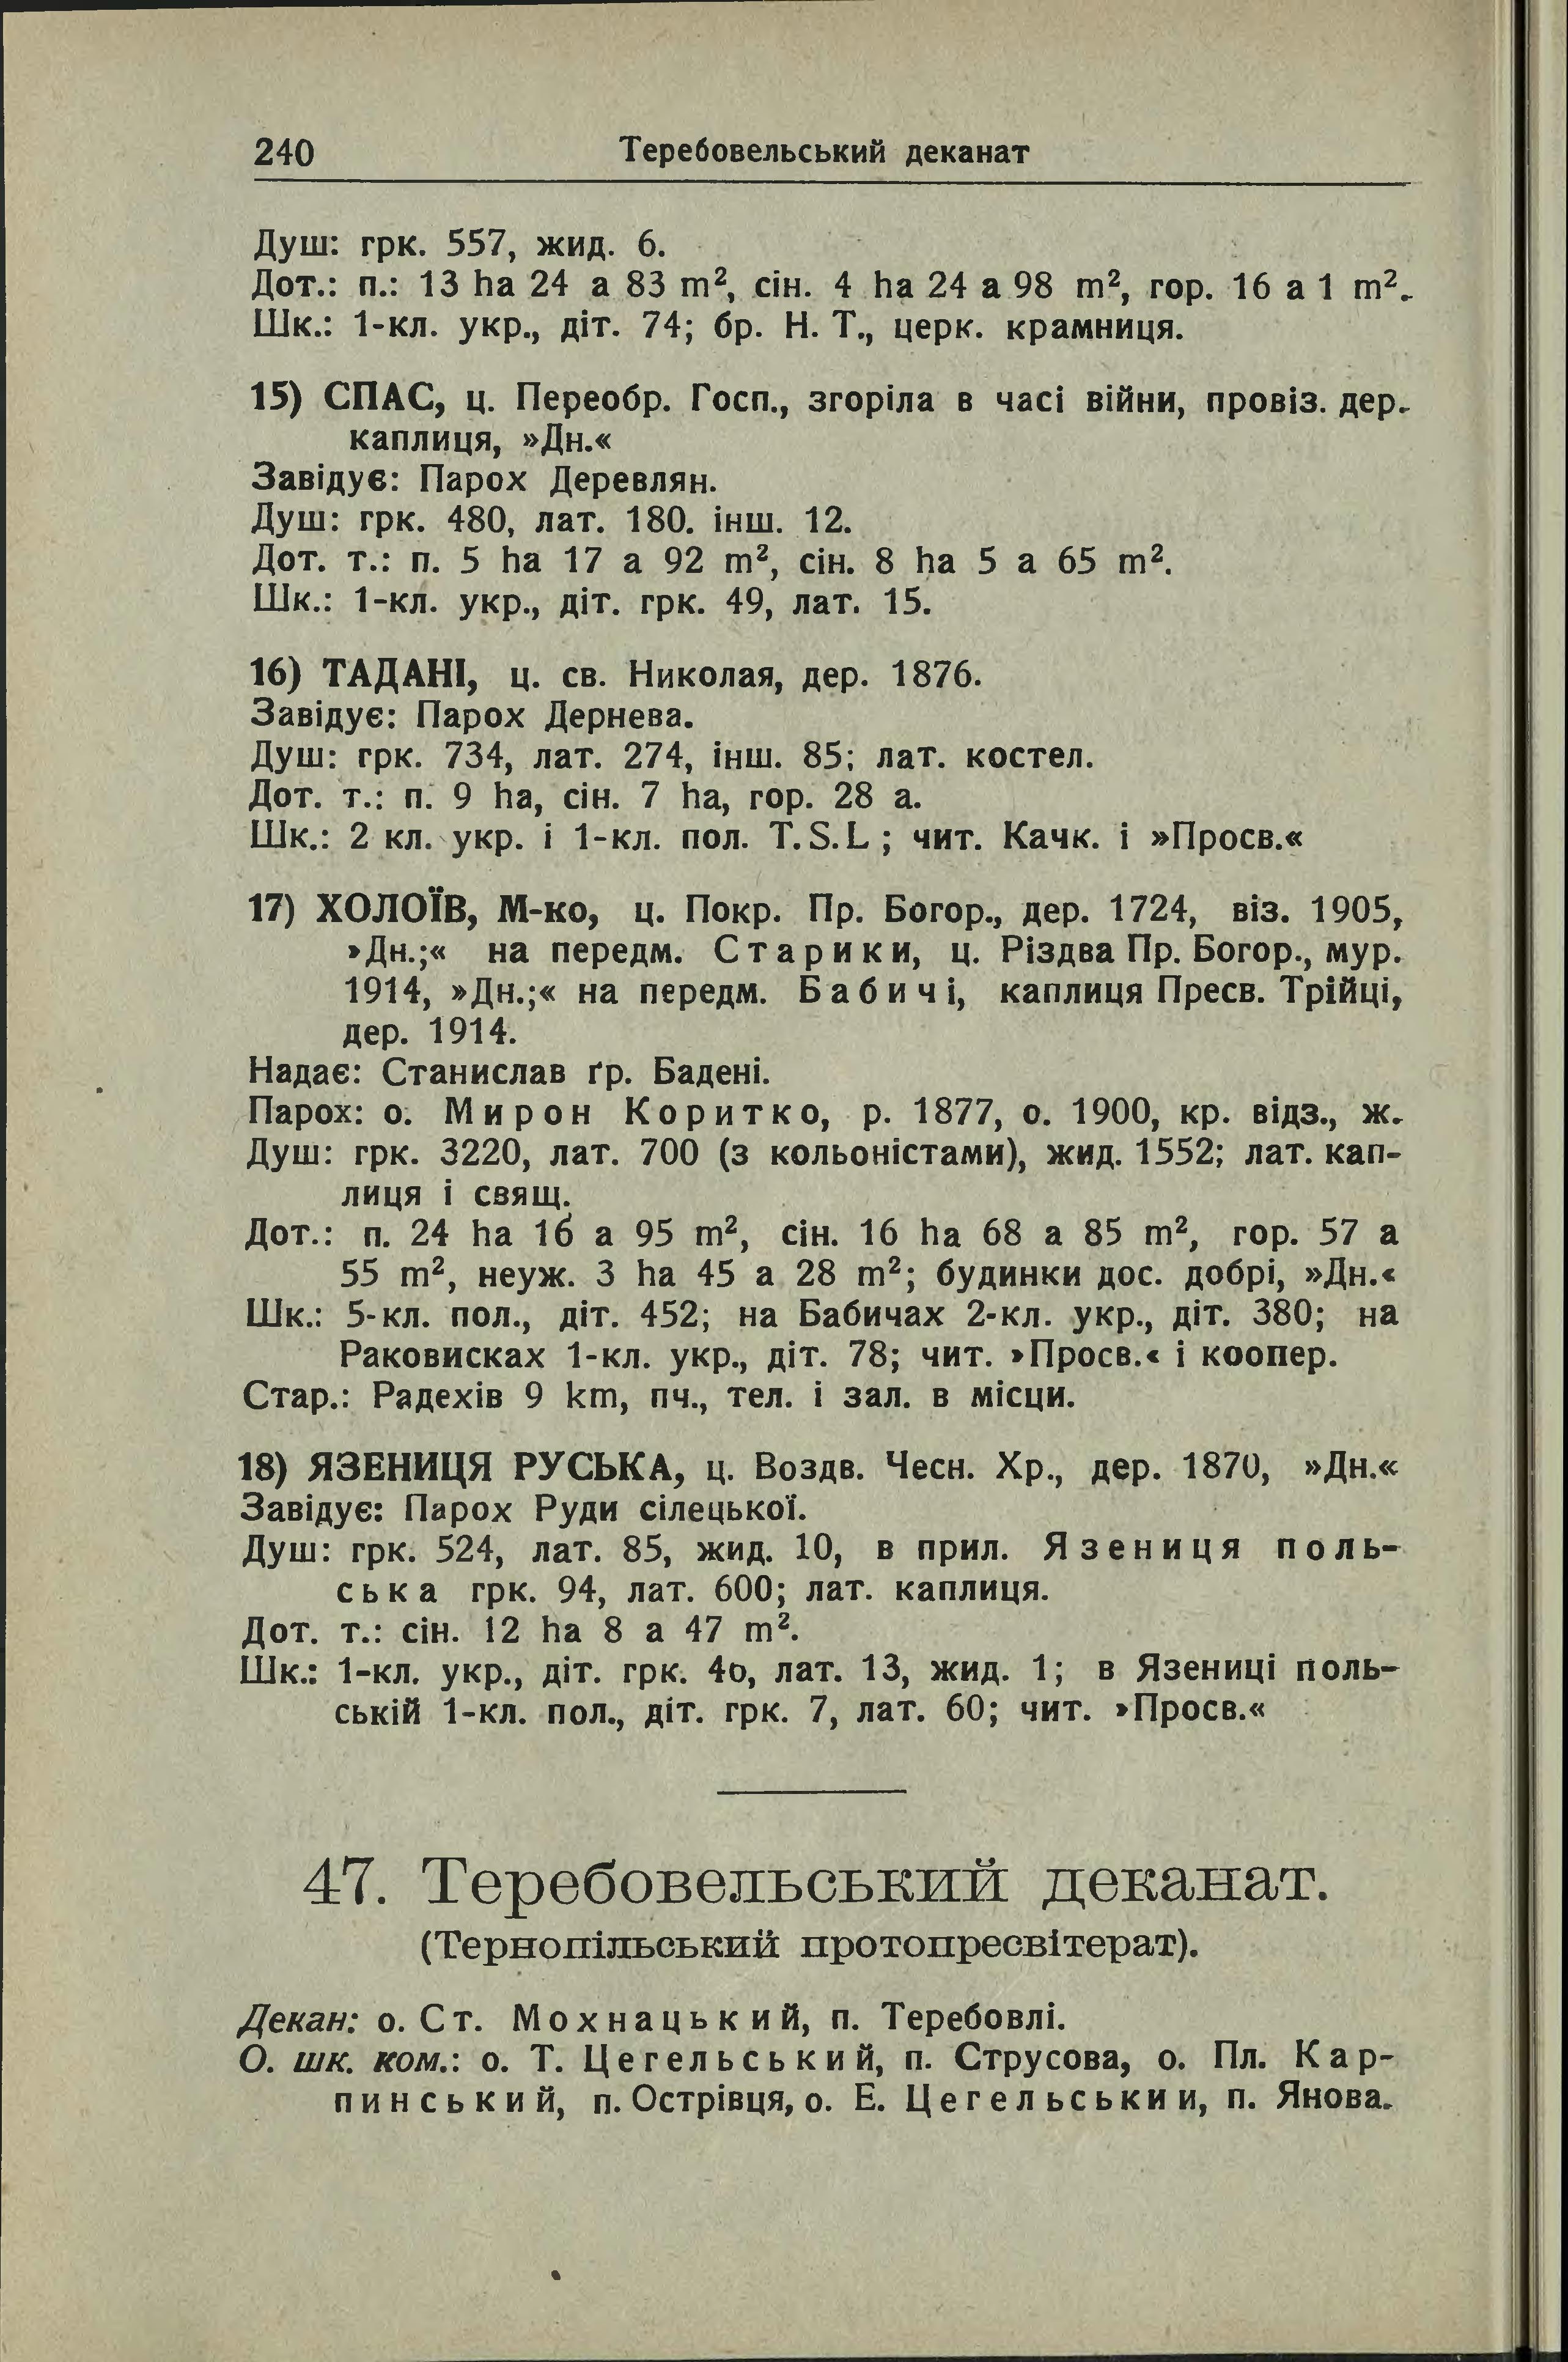 240 Теребовельський деканат
Душ: грк. 557, жид. 6.
Дот.: п.: 13 ha 24 a 83 m², сін. 4 ha 24 a 98 m², гор. 16 a 1 m².
Шк.: 1-кл. укр., діт. 74; бр. Н. Т., церк. крамниця.
15) СПАС, ц. Переобр. Госп., згоріла в часі війни, провіз. дер.
каплиця, »Дн.«
Завідує: Парох Деревлян.
Душ: грк. 480, лат. 180. інш. 12.
Дот. т.: п. 5 ha 17 a 92 m², сін. 8 ha 5 a 65 m².
Шк.: 1-кл. укр., діт. грк. 49, лат. 15.
16) ТАДАНІ, ц. св. Николая, дер. 1876.
Завідує: Парох Дернева.
Душ: грк. 734, лат. 274, інш. 85; лат. костел.
Дот. т.: п. 9 ha, сін. 7 ha, гор. 28 a.
Шк.: 2 кл. укр. і 1-кл. пол. T.S.L ; чит. Качк. і »Просв.«
17) ХОЛОЇВ, М-ко, ц. Покр. Пр. Богор., дер. 1724, віз. 1905,
»Дн.;« на передм. Старики, ц. Різдва Пр. Богор., мур.
1914, »Дн.;« на передм. Бабичі, каплиця Пресв. Трійці,
дер. 1914.
Надає: Станислав ґр. Бадені.
Парох: о. Мирон Коритко, р. 1877, о. 1900, кр. відз., ж.
Душ: грк. 3220, лат. 700 (з кольоністами), жид. 1552; лат. кап-
лиця і свящ.
Дот.: п. 24 ha 16 a 95 m², сін. 16 ha 68 a 85 m², гор. 57 a
55 m², неуж. 3 ha 45 a 28 m²; будинки дос. добрі, »Дн.«
Шк.: 5-кл. пол., діт. 452; на Бабичах 2-кл. укр., діт. 380; на
Раковисках 1-кл. укр., діт. 78; чит. »Просв.« і коопер.
Стар.: Радехів 9 km, пч., тел. і зал. в місци.
18) ЯЗЕНИЦЯ РУСЬКА, ц. Воздв. Чесн. Хр., дер. 1870, »Дн.«
Завідує: Парох Руди сілецької.
Душ: грк. 524, лат. 85, жид. 10, в прил. Язениця поль-
ська грк. 94, лат. 600; лат. каплиця.
Дот. т.: сін. 12 ha 8 a 47 m².
Шк.: 1-кл. укр., діт. грк. 4о, лат. 13, жид. 1; в Язениці поль-
ській 1-кл. пол., діт. грк. 7, лат. 60; чит. »Просв.«
47. Теребовельський деканат.
(Тернопільський протопресвітерат).
Декан: о. Ст. Мохнацький, п. Теребовлі.
О. шк. ком.: о. Т. Цегельський, п. Струсова, о. Пл. Кар-
пинський, п. Острівця, о. Е. Цегельськии, п. Янова.